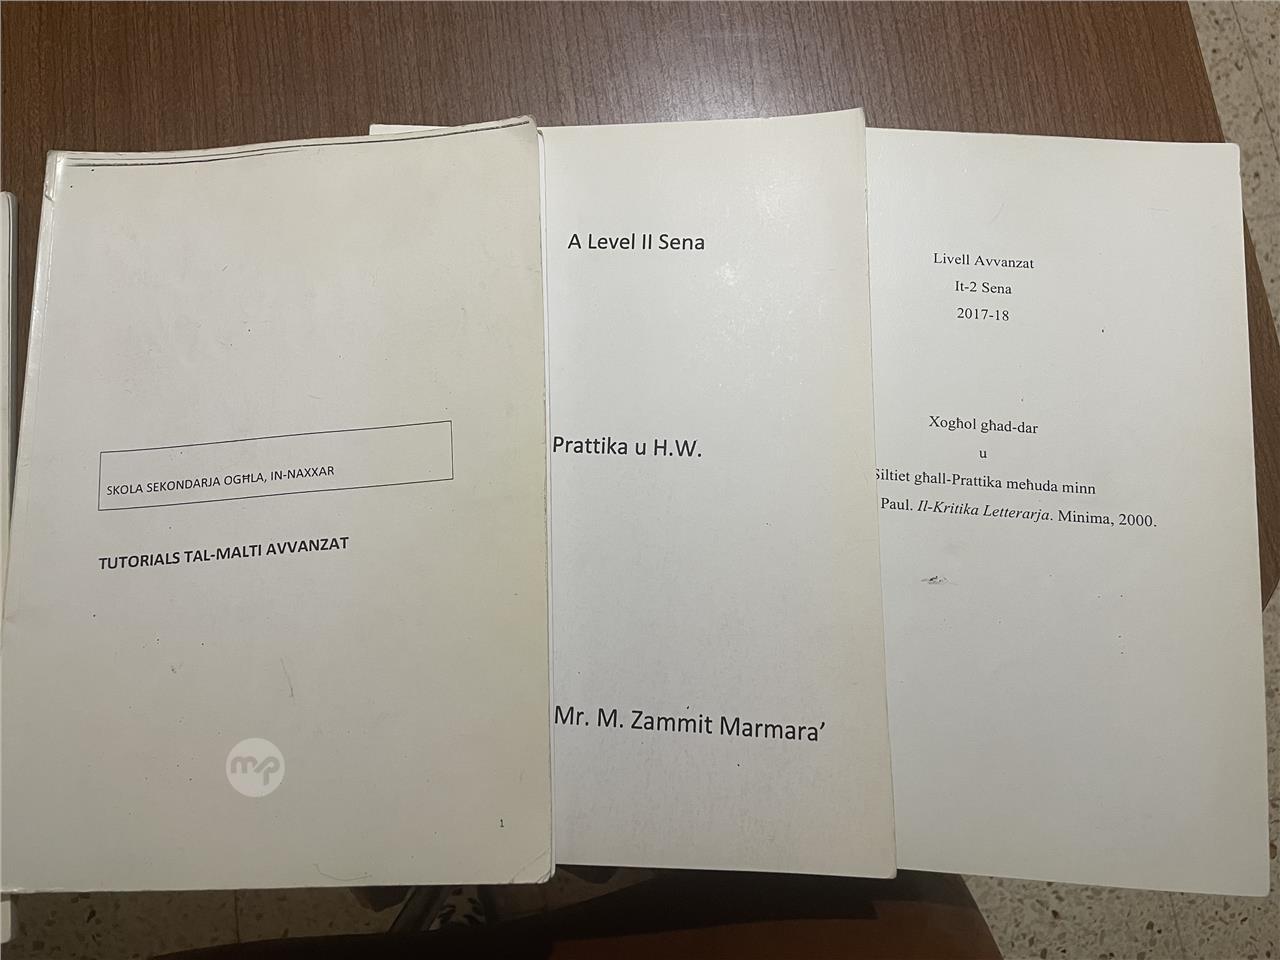 SKOLA SEKONDARJA OGĦLA, IN-NAXXAR
TUTORIALS TAL-MALTI AVVANZAT
1
mp
A Level II Sena
Prattika u H.W.
Mr. M. Zammit Marmara’
Livell Avvanzat
It-2 Sena
2017-18
Xogħol għad-dar
u
Siltiet għall-Prattika meħuda minn
Paul. Il-Kritika Letterarja. Minima, 2000.